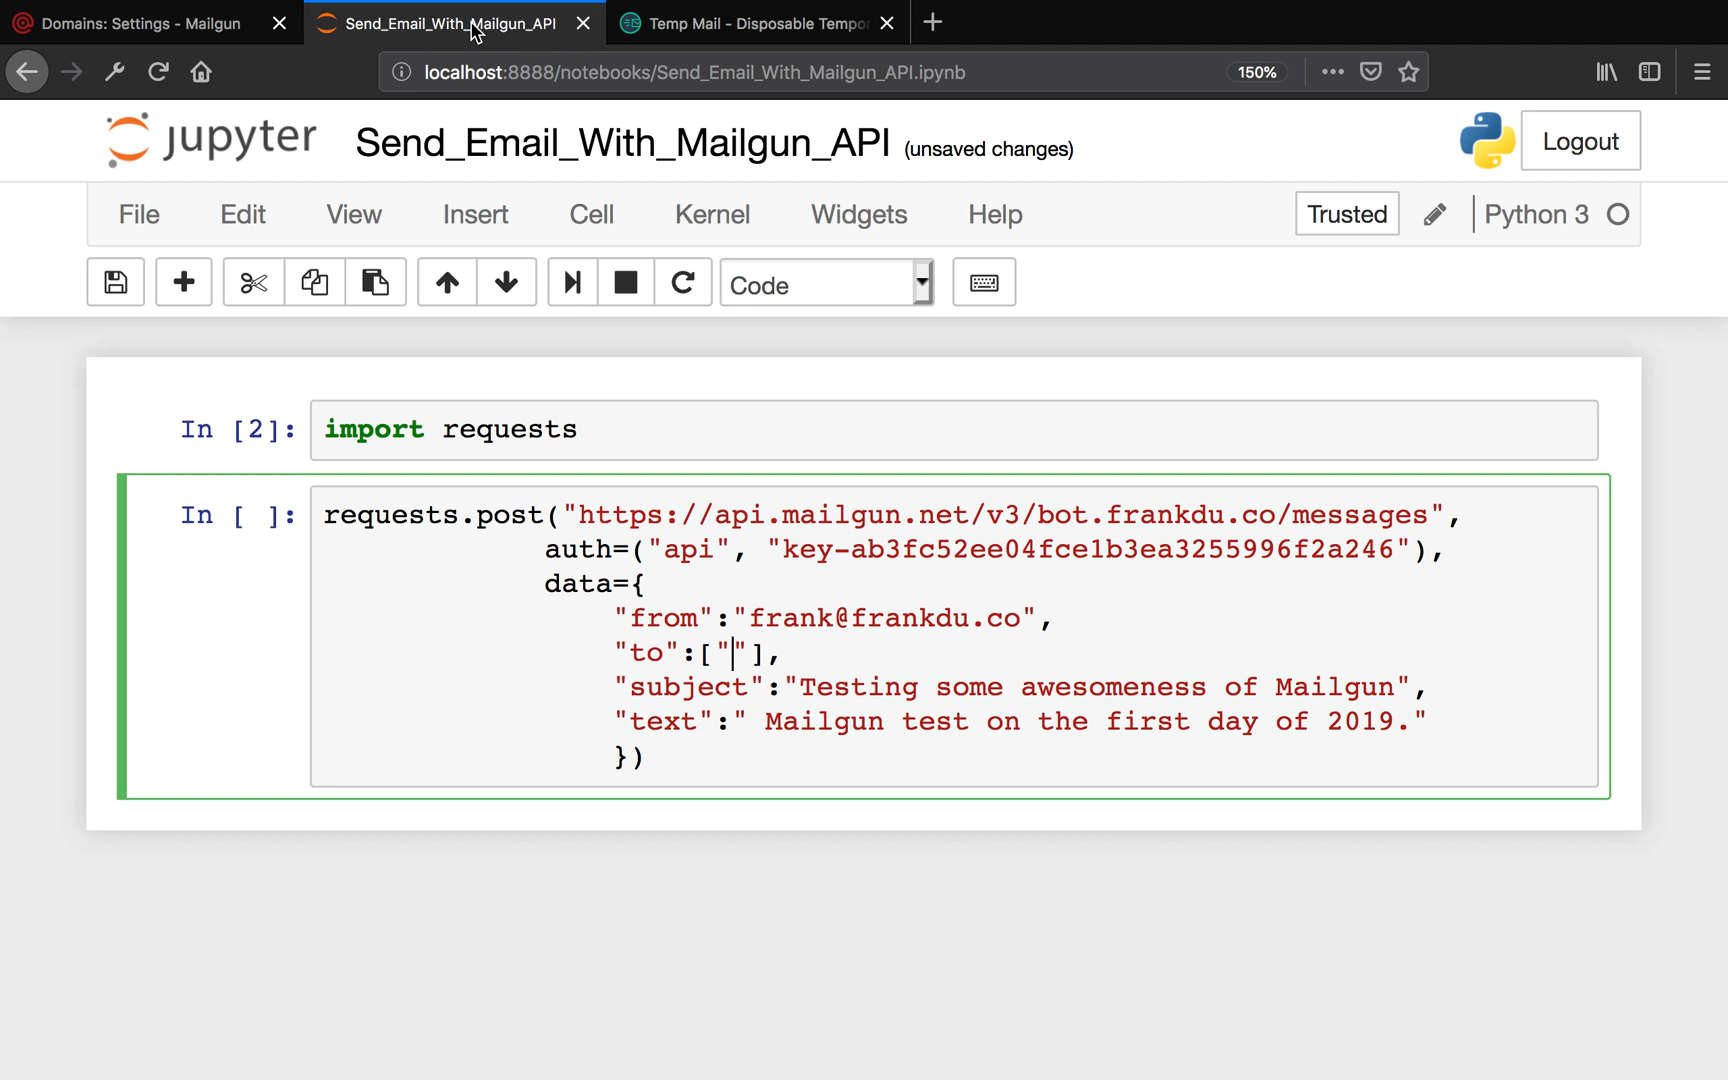 Domains: Settings - Mailgun
Send_Email_With_Mailgun_API
Temp Mail - Disposable Tempor
localhost:8888/notebooks/Send_Email_With_Mailgun_API.ipynb
150%
jupyter
Send_Email_With_Mailgun_API (unsaved changes)
Logout
File Edit View Insert Cell Kernel Widgets Help
Trusted
Python 3
Code
In [2]: import requests
In [ ]: requests.post("https://api.mailgun.net/v3/bot.frankdu.co/messages",
auth=("api", "key-ab3fc52ee04fce1b3ea3255996f2a246"),
data={
"from":"frank@frankdu.co",
"to":[""],
"subject":"Testing some awesomeness of Mailgun",
"text":" Mailgun test on the first day of 2019."
})